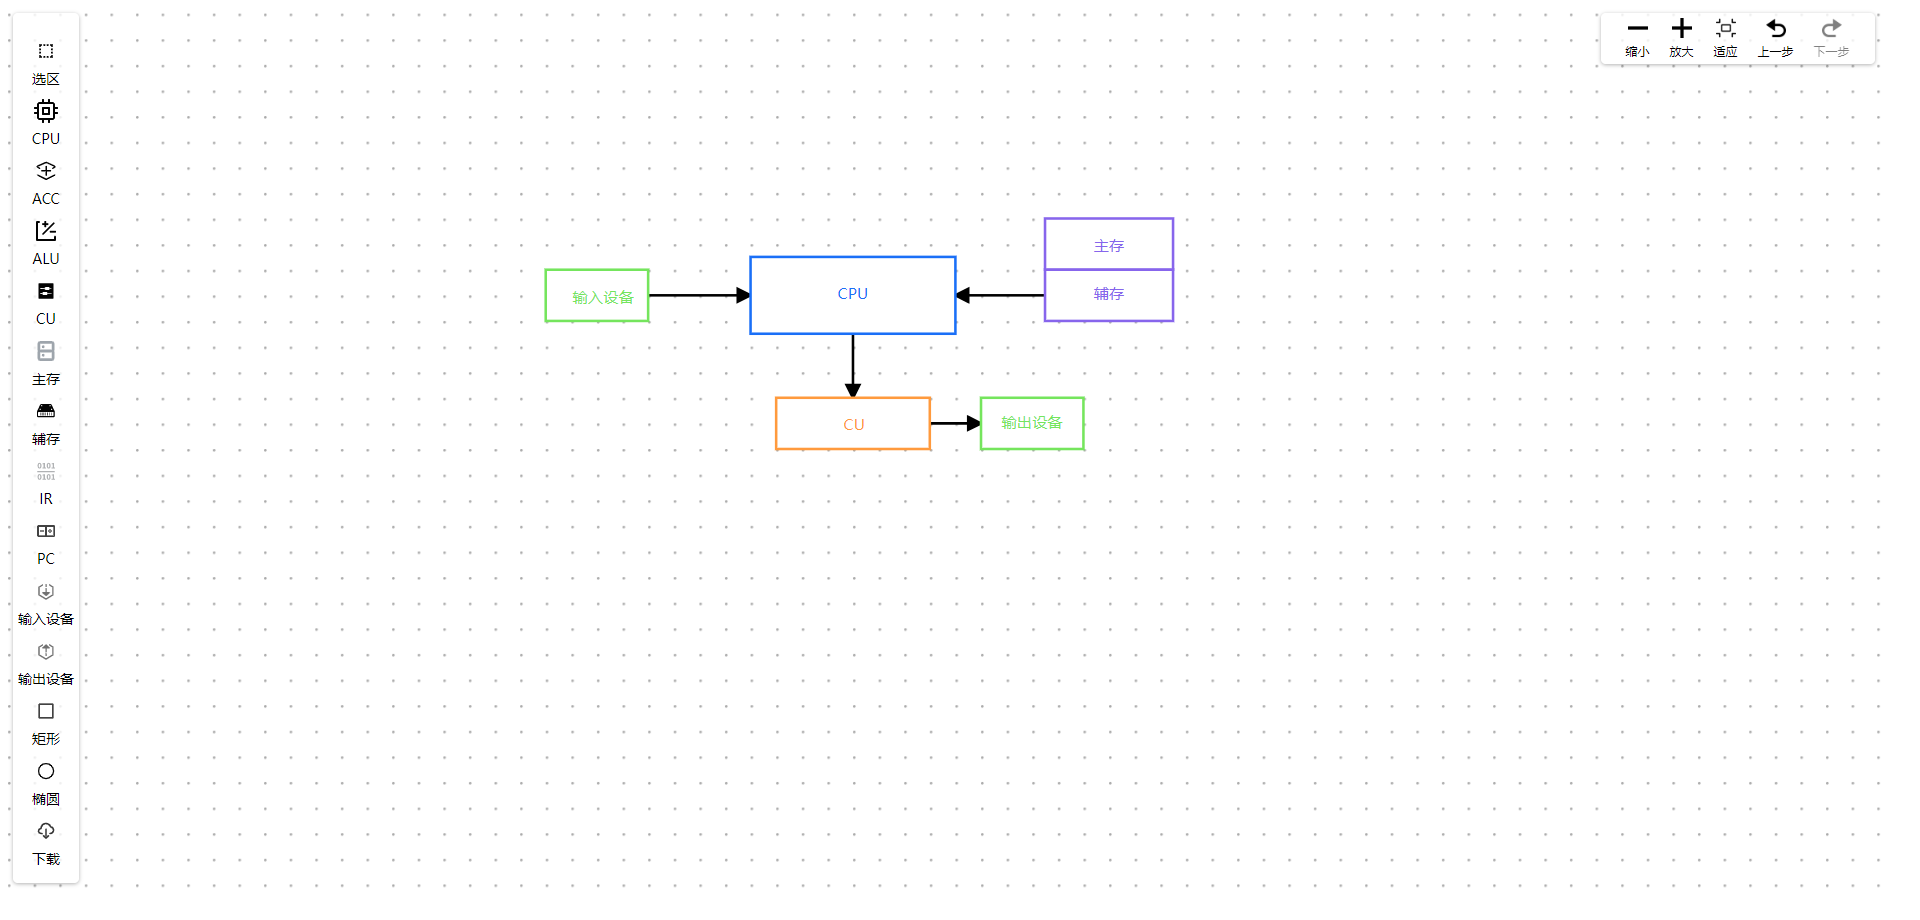 选区
CPU
ACC
ALU
CU
主存
辅存
0101
0101
IR
PC
输入设备
输出设备
矩形
椭圆
下载
缩小
放大
适应
上一步
下一步
主存
输入设备
CPU
辅存
CU
输出设备